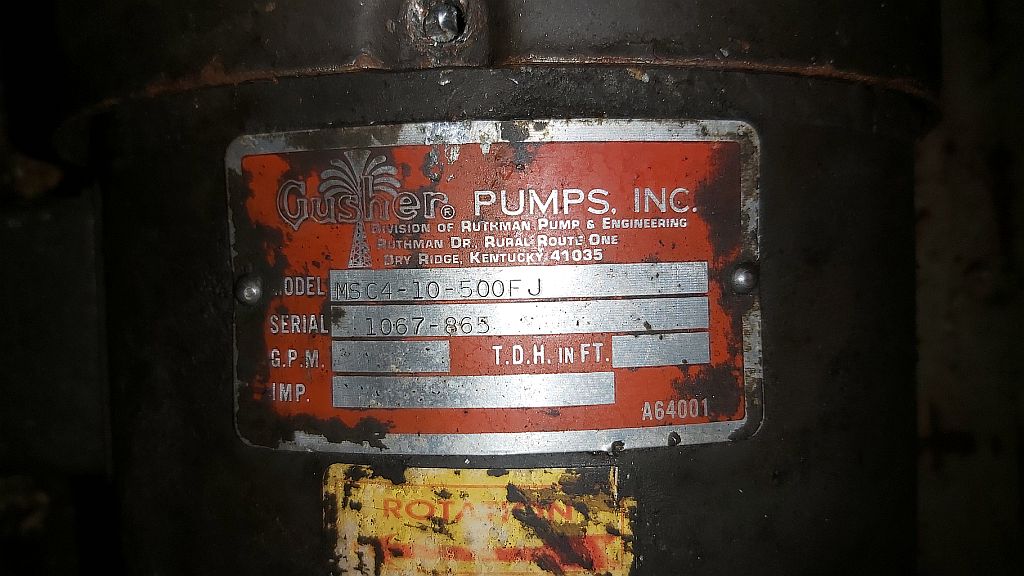 Gusher® PUMPS, INC.
DIVISION OF RUTHMAN PUMP & ENGINEERING
RUTHMAN DR., RURAL ROUTE ONE
DRY RIDGE, KENTUCKY 41035
MODEL MSC4-10-500FJ
SERIAL 1067-865
G.P.M. T.D.H. IN FT.
IMP.
A64001
ROTATION